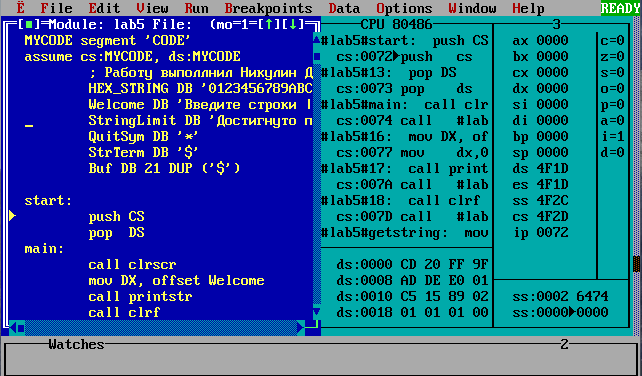 Ë File Edit View Run Breakpoints Data Options Window Help READY
[■]=Module: lab5 File: (mo=1=[↑][↓]
MYCODE segment 'CODE'
assume cs:MYCODE, ds:MYCODE
; Работу выполлнил Никулин Д
HEX_STRING DB '0123456789ABC
Welcome DB 'Введите строки
StringLimit DB 'Достигнуто п
QuitSym DB '*'
StrTerm DB '$'
Buf DB 21 DUP ('$')
start:
push CS
pop DS
main:
call clrscr
mov DX, offset Welcome
call printstr
call clrf
CPU 80486 3
#lab5#start: push CS
cs:0072►push cs
#lab5#13: pop DS
cs:0073 pop ds
#lab5#main: call clr
cs:0074 call #lab
#lab5#16: mov DX, of
cs:0077 mov dx,0
#lab5#17: call print
cs:007A call #lab
#lab5#18: call clrf
cs:007D call #lab
#lab5#getstring: mov
ax 0000 c=0
bx 0000 z=0
cx 0000 s=0
dx 0000 o=0
si 0000 p=0
di 0000 a=0
bp 0000 i=1
sp 0000 d=0
ds 4F1D
es 4F1D
ss 4F2C
cs 4F2D
ip 0072
ds:0000 CD 20 FF 9F
ds:0008 AD DE E0 01
ds:0010 C5 15 89 02
ds:0018 01 01 01 00
ss:0002 6474
ss:0000►0000
Watches 2